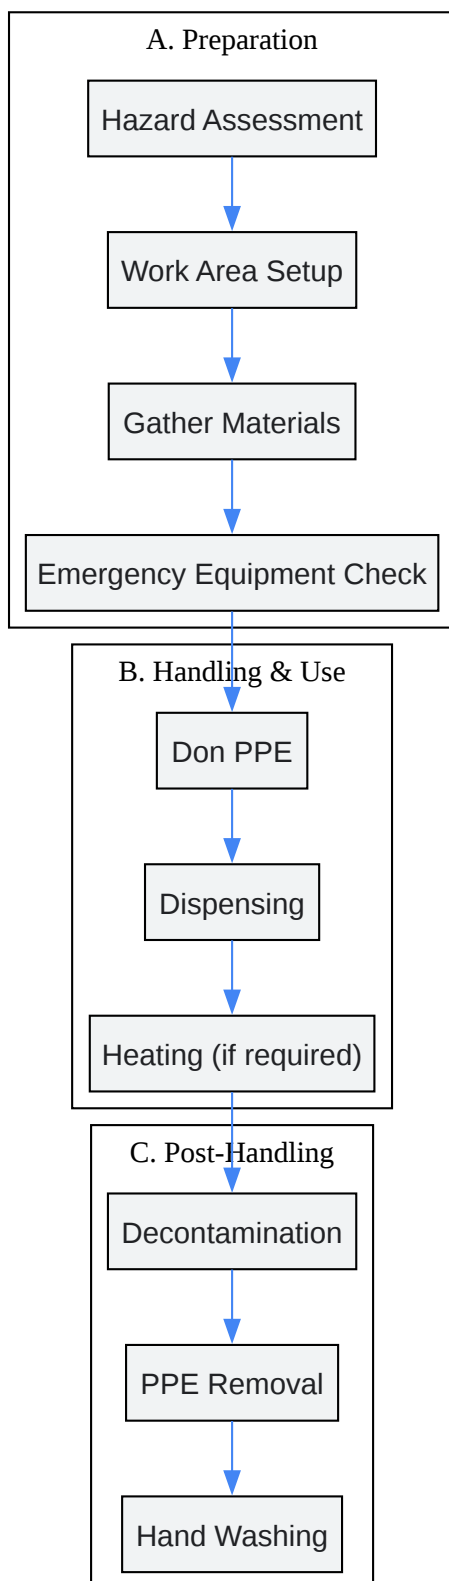 A. Preparation
Hazard Assessment
Work Area Setup
Gather Materials
Emergency Equipment Check
B. Handling & Use
Don PPE
Dispensing
Heating (if required)
C. Post-Handling
Decontamination
PPE Removal
Hand Washing